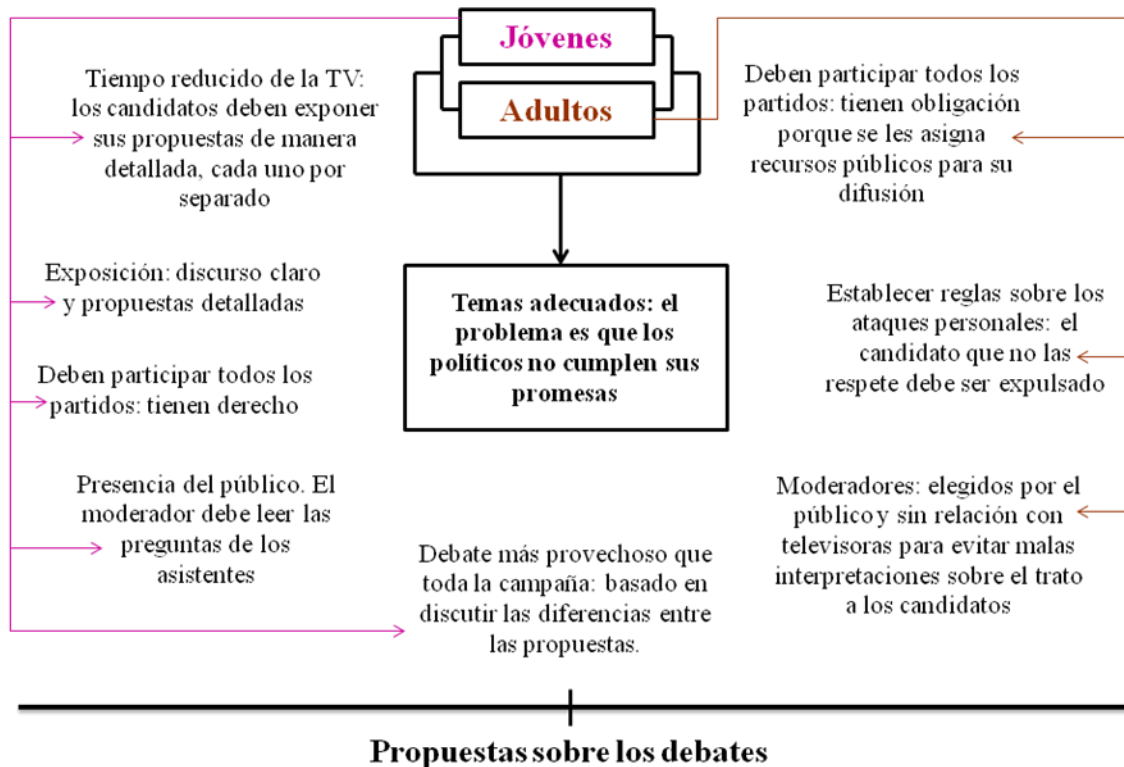 Jóvenes
Adultos
Tiempo reducido de la TV:
los candidatos deben exponer
sus propuestas de manera
detallada, cada uno por
separado
Exposición: discurso claro
y propuestas detalladas
Deben participar todos los
partidos: tienen derecho
Presencia del público. El
moderador debe leer las
preguntas de los
asistentes
Debate más provechoso que
toda la campaña: basado en
discutir las diferencias entre
las propuestas.
Temas adecuados: el
problema es que los
políticos no cumplen sus
promesas
Deben participar todos los
partidos: tienen obligación
porque se les asigna
recursos públicos para su
difusión
Establecer reglas sobre los
ataques personales: el
candidato que no las
respete debe ser expulsado
Moderadores: elegidos por el
público y sin relación con
televisoras para evitar malas
interpretaciones sobre el trato
a los candidatos
Propuestas sobre los debates